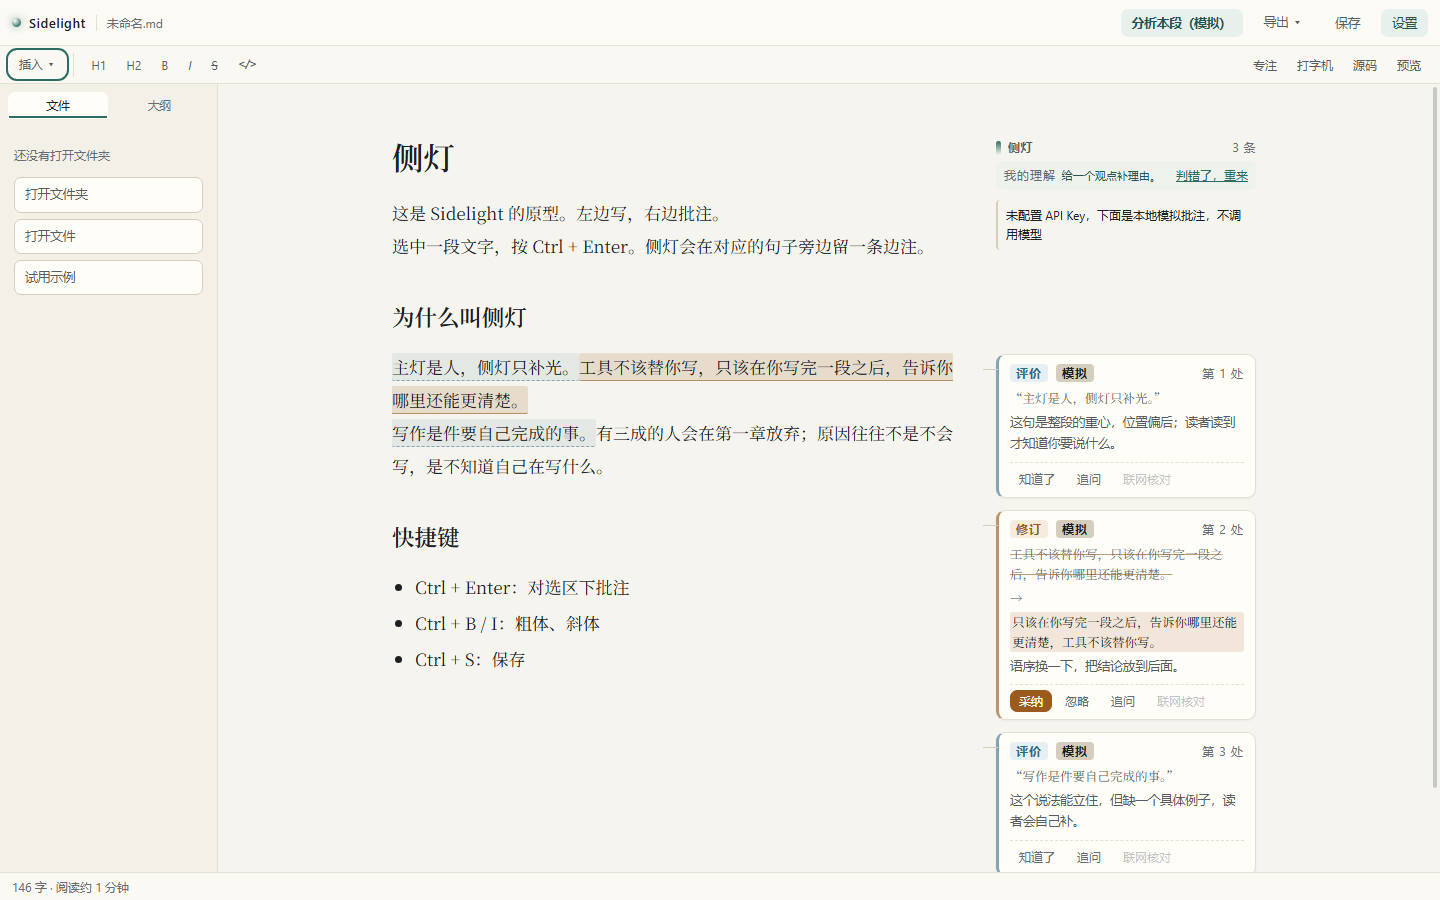 Sidelight 未命名.md 分析本段（模拟） 导出 ▾ 保存 设置
插入 ▾ H1 H2 B I S </> 专注 打字机 源码 预览
文件 大纲
还没有打开文件夹
打开文件夹
打开文件
试用示例
侧灯
这是 Sidelight 的原型。左边写，右边批注。
选中一段文字，按 Ctrl + Enter。侧灯会在对应的句子旁边留一条边注。
为什么叫侧灯
主灯是人，侧灯只补光。工具不该替你写，只该在你写完一段之后，告诉你
哪里还能更清楚。
写作是件要自己完成的事。有三成的人会在第一章放弃；原因往往不是不会
写，是不知道自己在写什么。
快捷键
Ctrl + Enter：对选区下批注
Ctrl + B / I：粗体、斜体
Ctrl + S：保存
侧灯 3 条
我的理解 给一个观点补理由。 判错了，重来
未配置 API Key，下面是本地模拟批注，不调
用模型
评价 模拟 第 1 处
“主灯是人，侧灯只补光。”
这句是整段的重心，位置偏后；读者读到
才知道你要说什么。
知道了 追问 联网核对
修订 模拟 第 2 处
工具不该替你写，只该在你写完一段之
后，告诉你哪里还能更清楚。
→
只该在你写完一段之后，告诉你哪里还能
更清楚，工具不该替你写。
语序换一下，把结论放到后面。
采纳 忽略 追问 联网核对
评价 模拟 第 3 处
“写作是件要自己完成的事。”
这个说法能立住，但缺一个具体例子，读
者会自己补。
知道了 追问 联网核对
146 字 · 阅读约 1 分钟